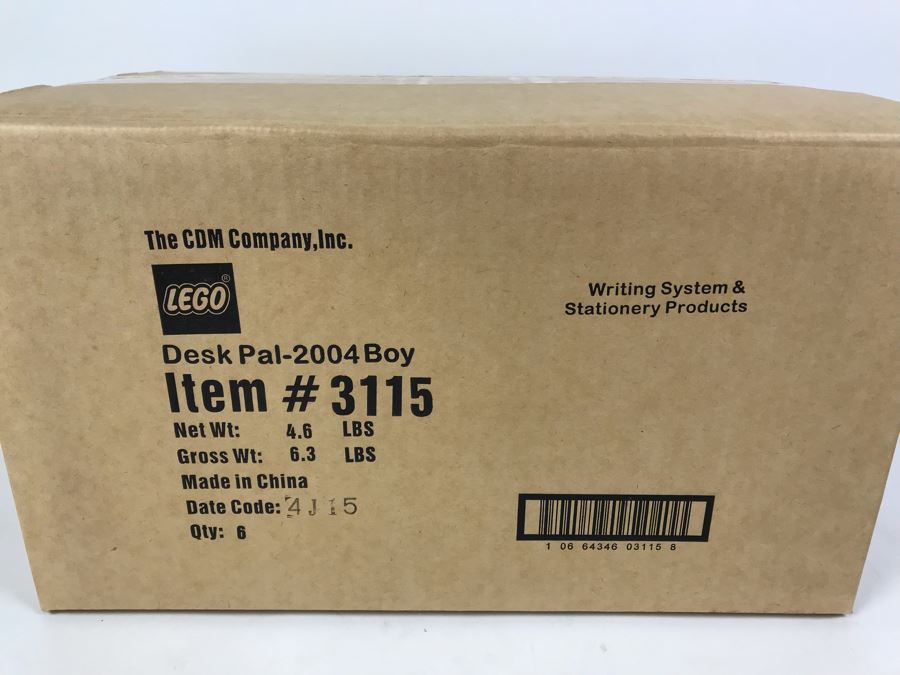 The CDM Company,Inc.
LEGO®
Writing System &
Stationery Products
Desk Pal-2004 Boy
Item # 3115
Net Wt: 4.6 LBS
Gross Wt: 6.3 LBS
Made in China
Date Code: 4J15
Qty: 6
1 06 64346 03115 8